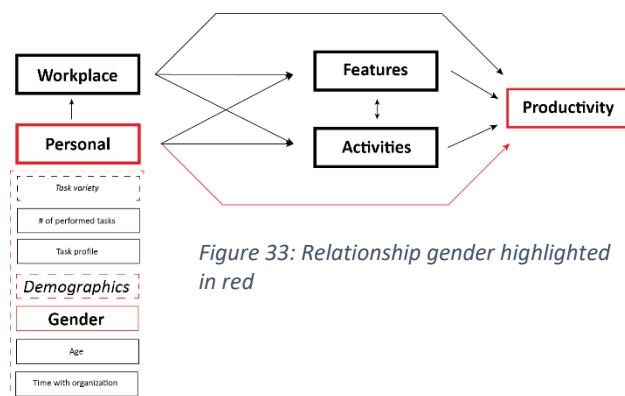 Workplace
Features
Productivity
Personal
Activities
Task variety
# of performed tasks
Task profile
Demographics
Gender
Age
Time with organization
Figure 33: Relationship gender highlighted
in red